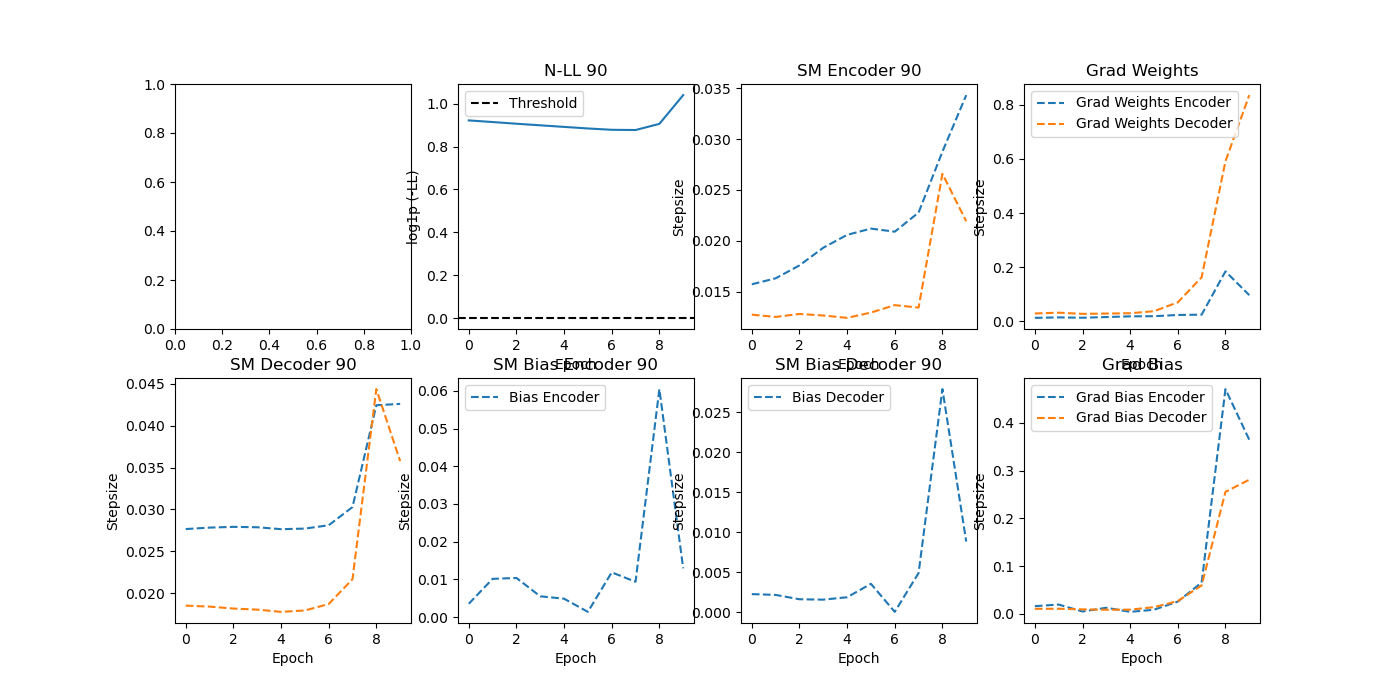 N-LL 90
SM Encoder 90
Grad Weights
1.0
0.8
0.6
0.4
0.2
0.0
0.0 0.2 0.4 0.6 0.8 1.0
log1p (-LL)
1.0
0.8
0.6
0.4
0.2
0.0
Threshold
0 2 4 6 8
Epoch
Stepsize
0.035
0.030
0.025
0.020
0.015
0 2 4 6 8
Epoch
Stepsize
0.8
0.6
0.4
0.2
0.0
Grad Weights Encoder
Grad Weights Decoder
0 2 4 6 8
Epoch
SM Decoder 90
SM Bias Encoder 90
SM Bias Decoder 90
Grad Bias
Stepsize
0.045
0.040
0.035
0.030
0.025
0.020
0 2 4 6 8
Epoch
Stepsize
0.06
0.05
0.04
0.03
0.02
0.01
0.00
Bias Encoder
0 2 4 6 8
Epoch
Stepsize
0.025
0.020
0.015
0.010
0.005
0.000
Bias Decoder
0 2 4 6 8
Epoch
Stepsize
0.4
0.3
0.2
0.1
0.0
Grad Bias Encoder
Grad Bias Decoder
0 2 4 6 8
Epoch